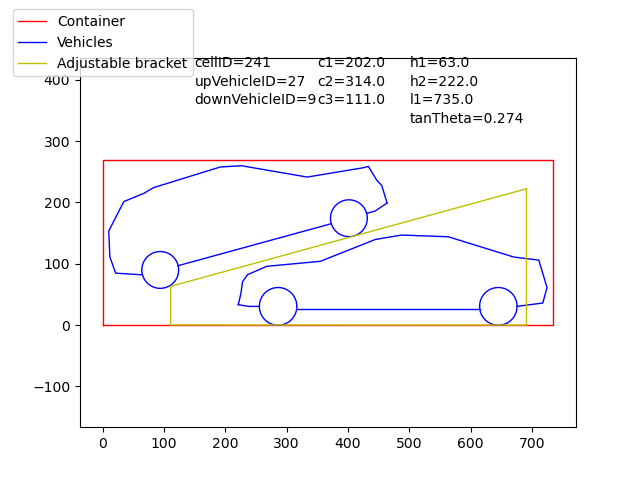 Container
Vehicles
Adjustable bracket
cellID=241 c1=202.0 h1=63.0
upVehicleID=27 c2=314.0 h2=222.0
downVehicleID=9 c3=111.0 l1=735.0
tanTheta=0.274
400
300
200
100
0
−100
0 100 200 300 400 500 600 700